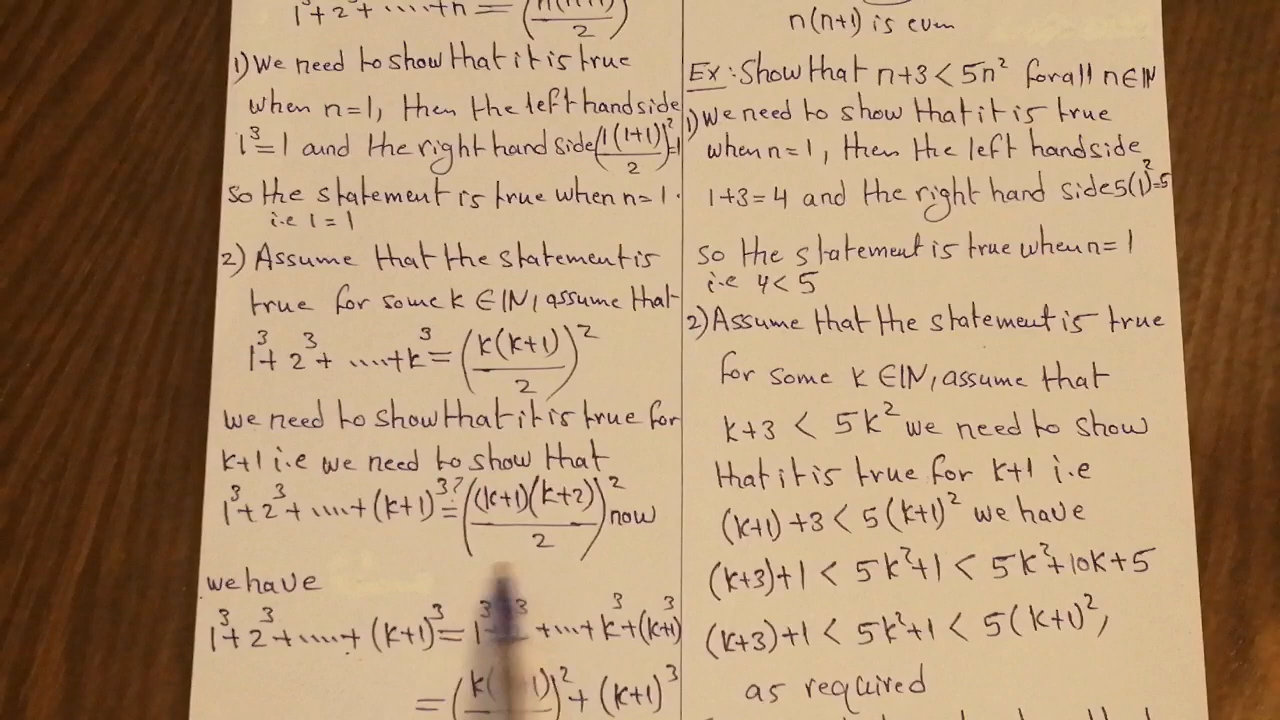 1³+2³+.....+n = (n(n+1)/2)
1) We need to show that it is true
when n=1, then the left hand side
1³=1 and the right hand side (1(1+1)/2)²=1
so the statement is true when n=1.
i.e 1=1
2) Assume that the statement is
true for some k ∈ IN, assume that
1³+2³+.....+k³ = (k(k+1)/2)²
we need to show that it is true for
k+1 i.e we need to show that
1³+2³+.....+(k+1)³ ?= ((k+1)(k+2)/2)² now
we have
1³+2³+.....+(k+1)³ = 1³ ³ +...+k³+(k+1)³
= (k( 1))²+(k+1)³
n(n+1) is even
Ex: Show that n+3 < 5n² for all n∈IN
1) We need to show that it is true
when n=1, then the left hand side
1+3=4 and the right hand side 5(1)²=5
so the statement is true when n=1
i.e 4<5
2) Assume that the statement is true
for some k ∈ IN, assume that
k+3 < 5k² we need to show
that it is true for k+1 i.e
(k+1)+3 < 5(k+1)² we have
(k+3)+1 < 5k²+1 < 5k²+10k+5
(k+3)+1 < 5k²+1 < 5(k+1)²,
as required